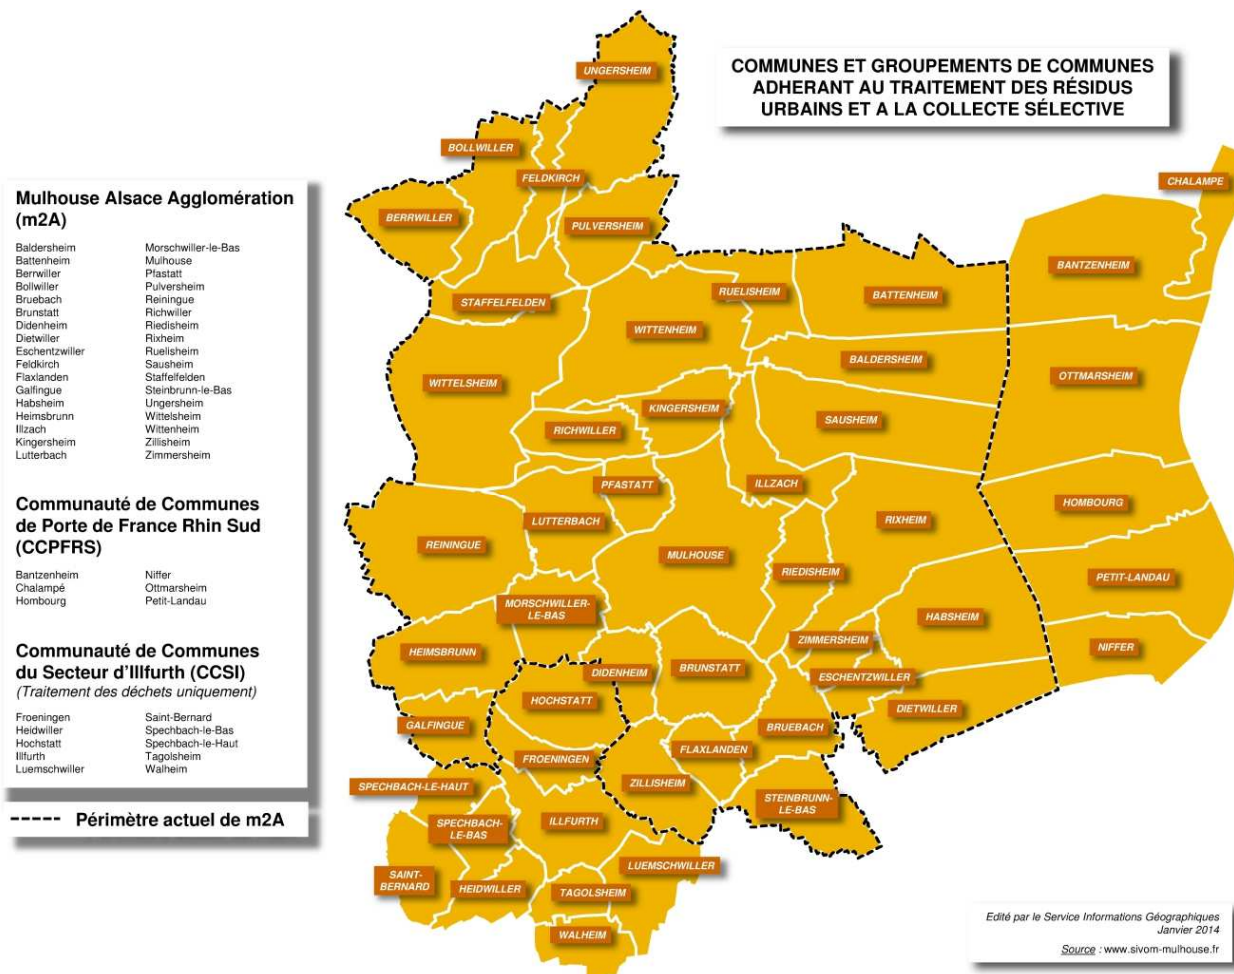 COMMUNES ET GROUPEMENTS DE COMMUNES
ADHERANT AU TRAITEMENT DES RÉSIDUS
URBAINS ET A LA COLLECTE SÉLECTIVE
Mulhouse Alsace Agglomération
(m2A)
Baldersheim Morschwiller-le-Bas
Battenheim Mulhouse
Berrwiller Pfastatt
Bollwiller Pulversheim
Bruebach Reiningue
Brunstatt Richwiller
Didenheim Riedisheim
Dietwiller Rixheim
Eschentzwiller Ruelisheim
Feldkirch Sausheim
Flaxlanden Staffelfelden
Galfingue Steinbrunn-le-Bas
Habsheim Ungersheim
Heimsbrunn Wittelsheim
Illzach Wittenheim
Kingersheim Zillisheim
Lutterbach Zimmersheim
Communauté de Communes
de Porte de France Rhin Sud
(CCPFRS)
Bantzenheim Niffer
Chalampé Ottmarsheim
Hombourg Petit-Landau
Communauté de Communes
du Secteur d'Illfurth (CCSI)
(Traitement des déchets uniquement)
Froeningen Saint-Bernard
Heidwiller Spechbach-le-Bas
Hochstatt Spechbach-le-Haut
Illfurth Tagolsheim
Luemschwiller Walheim
Périmètre actuel de m2A
UNGERSHEIM
BOLLWILLER
FELDKIRCH
CHALAMPE
BERRWILLER
PULVERSHEIM
BANTZENHEIM
RUELISHEIM
BATTENHEIM
STAFFELFELDEN
WITTENHEIM
BALDERSHEIM
OTTMARSHEIM
WITTELSHEIM
KINGERSHEIM
SAUSHEIM
RICHWILLER
PFASTATT
ILLZACH
HOMBOURG
LUTTERBACH
RIXHEIM
REININGUE
MULHOUSE
RIEDISHEIM
PETIT-LANDAU
MORSCHWILLER-
LE-BAS
HABSHEIM
ZIMMERSHEIM
NIFFER
HEIMSBRUNN
BRUNSTATT
DIDENHEIM
ESCHENTZWILLER
HOCHSTATT
DIETWILLER
GALFINGUE
BRUEBACH
FLAXLANDEN
FROENINGEN
ZILLISHEIM
SPECHBACH-LE-HAUT
STEINBRUNN-
LE-BAS
SPECHBACH-
LE-BAS
ILLFURTH
LUEMSCHWILLER
SAINT-
BERNARD
HEIDWILLER
TAGOLSHEIM
WALHEIM
Edité par le Service Informations Géographiques
Janvier 2014
Source : www.sivom-mulhouse.fr